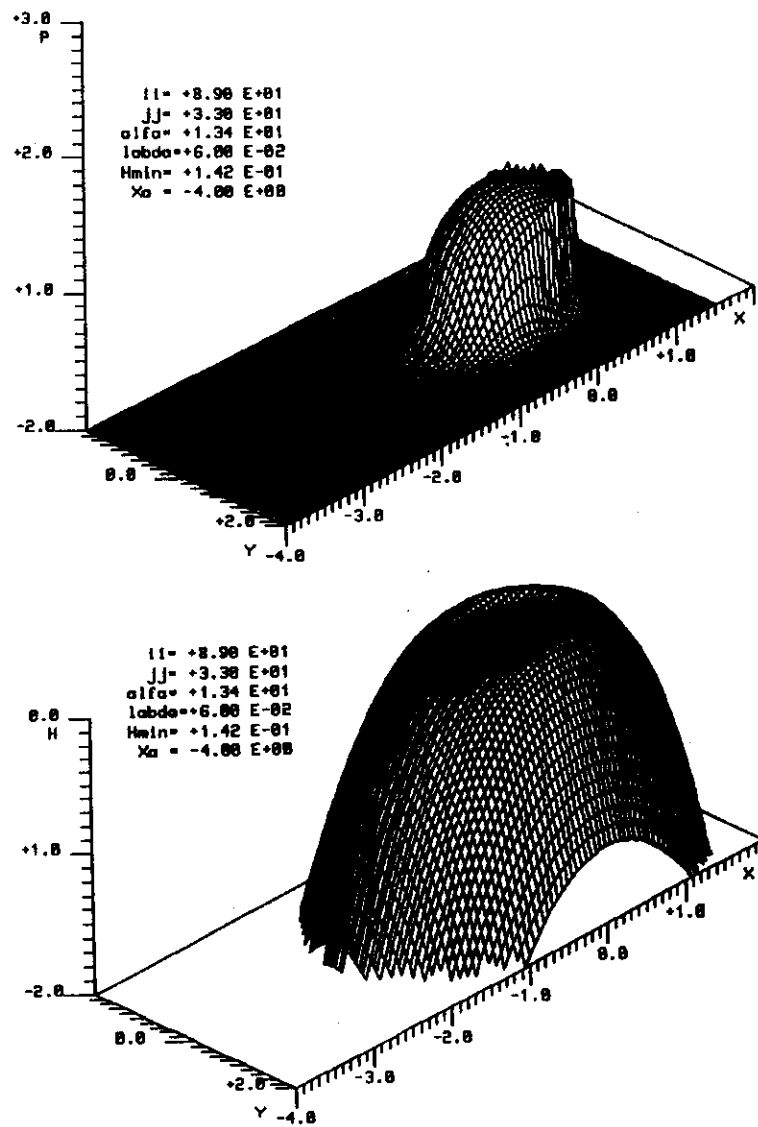 +3.0
P
ii= +8.90 E+01
jj= +3.30 E+01
alfa= +1.34 E+01
labda=+6.00 E-02
Hmin= +1.42 E-01
Xa = -4.00 E+00
+2.0
+1.0
-2.0
0.0
+2.0
Y
-4.0
-3.0
-2.0
-1.0
0.0
+1.0
X
ii= +8.90 E+01
jj= +3.30 E+01
alfa= +1.34 E+01
labda=+6.00 E-02
Hmin= +1.42 E-01
Xa = -4.00 E+00
0.0
H
+1.0
-2.0
0.0
+2.0
Y
-4.0
-3.0
-2.0
-1.0
0.0
+1.0
X